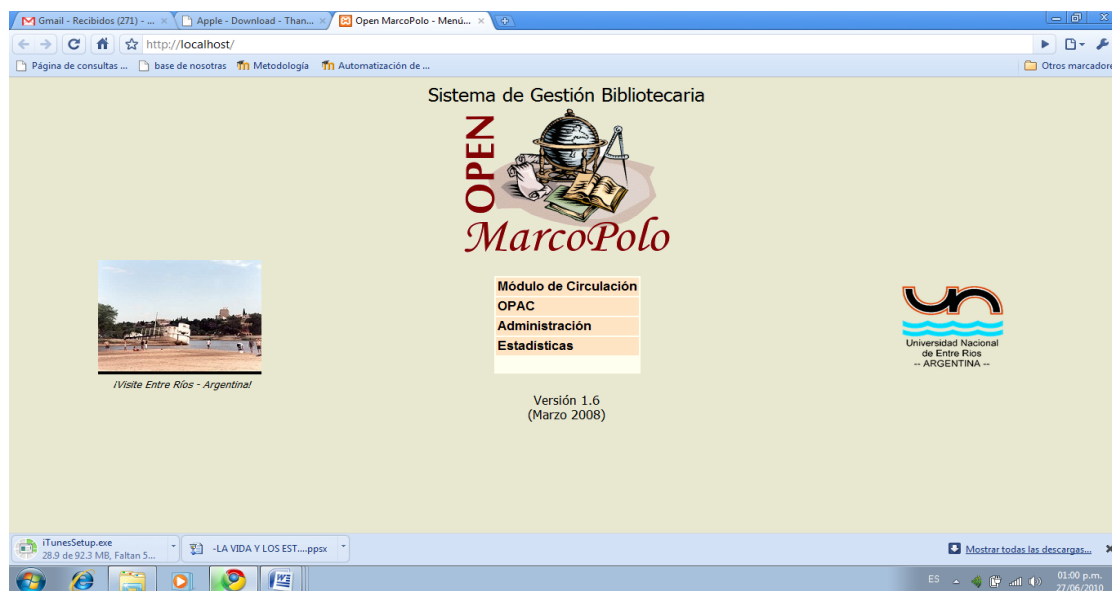 Gmail - Recibidos (271) - ...
Apple - Download - Than...
Open MarcoPolo - Menú...
http://localhost/
Página de consultas ...
base de nosotras
Metodología
Automatización de ...
Otros marcadore
Sistema de Gestión Bibliotecaria
OPEN
MarcoPolo
Módulo de Circulación
OPAC
Administración
Estadísticas
¡Visite Entre Ríos - Argentina!
Universidad Nacional
de Entre Rios
-- ARGENTINA --
Versión 1.6
(Marzo 2008)
iTunesSetup.exe
28.9 de 92.3 MB, Faltan 5...
-LA VIDA Y LOS EST....ppsx
Mostrar todas las descargas...
ES
01:00 p.m.
27/06/2010